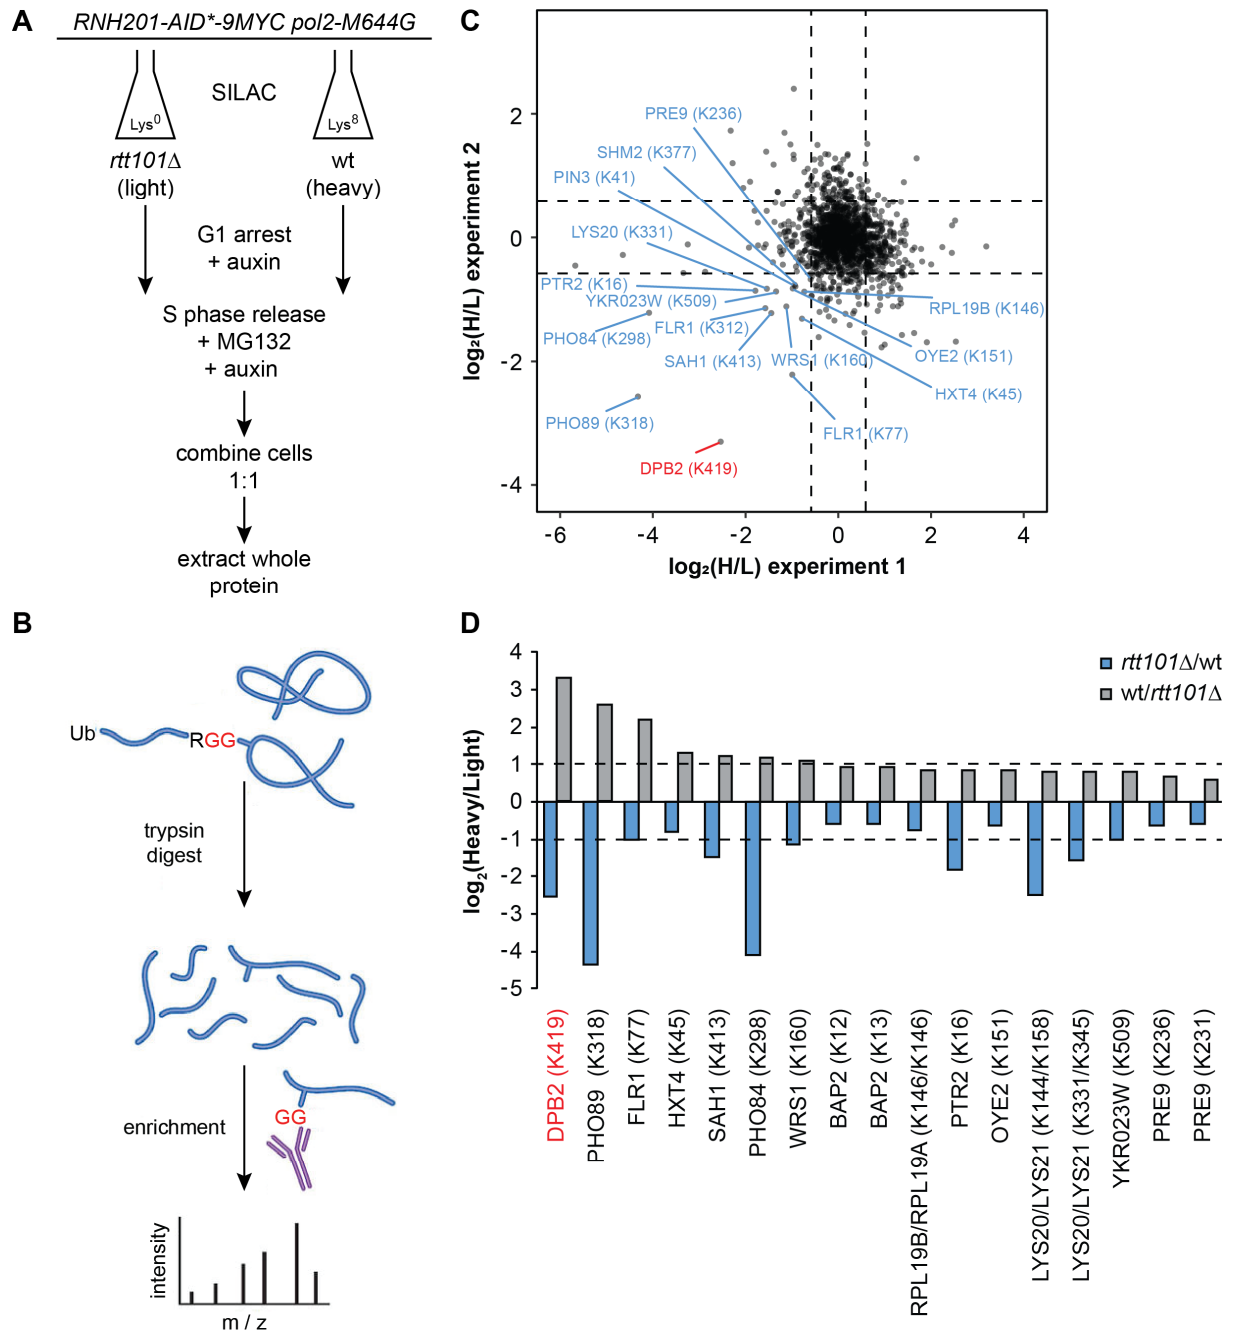 A
RNH201-AID*-9MYC pol2-M644G
SILAC
Lys⁰
Lys⁸
rtt101Δ
(light)
wt
(heavy)
G1 arrest
+ auxin
S phase release
+ MG132
+ auxin
combine cells
1:1
extract whole
protein
B
Ub
RGG
trypsin
digest
enrichment
GG
intensity
m / z
C
log₂(H/L) experiment 2
2
0
-2
-4
PRE9 (K236)
SHM2 (K377)
PIN3 (K41)
LYS20 (K331)
PTR2 (K16)
YKR023W (K509)
RPL19B (K146)
PHO84 (K298)
FLR1 (K312)
SAH1 (K413)
WRS1 (K160)
OYE2 (K151)
HXT4 (K45)
PHO89 (K318)
FLR1 (K77)
DPB2 (K419)
-6
-4
-2
0
2
4
log₂(H/L) experiment 1
D
log₂(Heavy/Light)
4
3
2
1
0
-1
-2
-3
-4
-5
rtt101Δ/wt
wt/rtt101Δ
DPB2 (K419)
PHO89 (K318)
FLR1 (K77)
HXT4 (K45)
SAH1 (K413)
PHO84 (K298)
WRS1 (K160)
BAP2 (K12)
BAP2 (K13)
RPL19B/RPL19A (K146/K146)
PTR2 (K16)
OYE2 (K151)
LYS20/LYS21 (K144/K158)
LYS20/LYS21 (K331/K345)
YKR023W (K509)
PRE9 (K236)
PRE9 (K231)